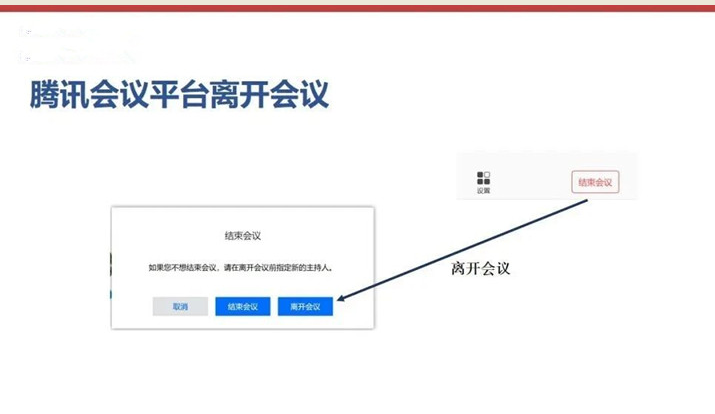 腾讯会议平台离开会议
设置
结束会议
结束会议
如果您不想结束会议，请在离开会议前指定新的主持人。
离开会议
取消
结束会议
离开会议